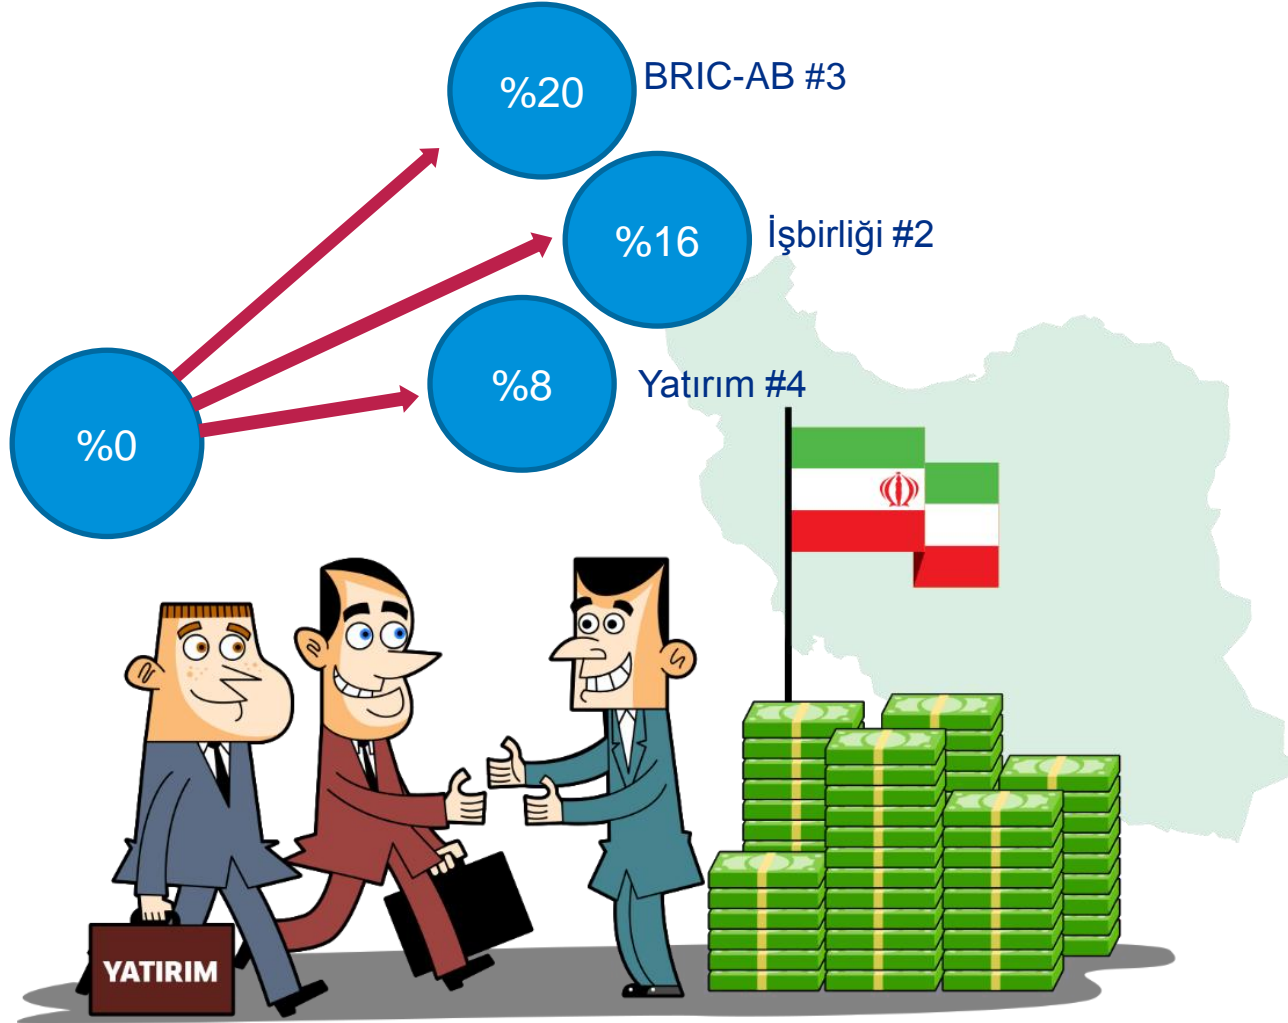 %20
BRIC-AB #3
%16
İşbirliği #2
%8
Yatırım #4
%0
YATIRIM